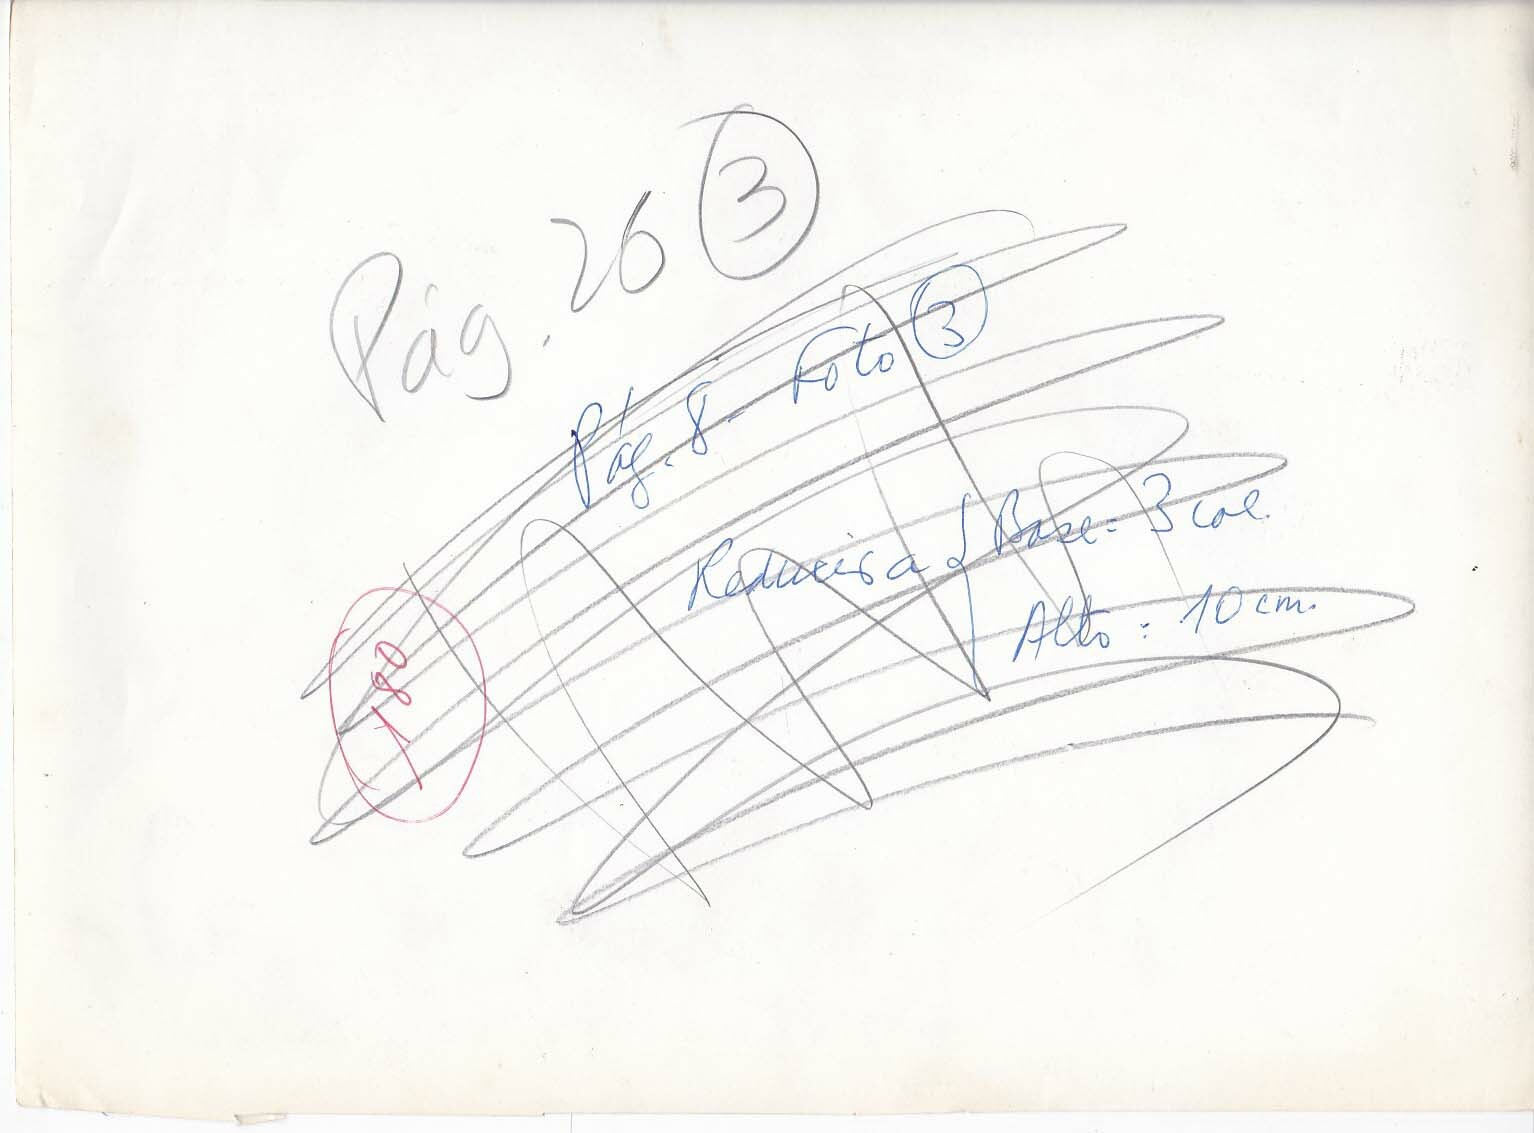 Pág. 26 3
Pág. 8 - Foto 3
Reducir a { Base: 3 col.
Alto: 10 cm.
180